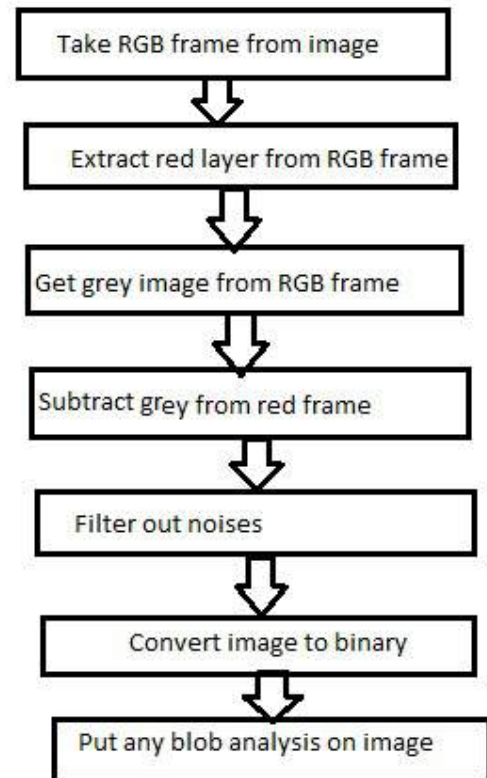 Take RGB frame from image
Extract red layer from RGB frame
Get grey image from RGB frame
Subtract grey from red frame
Filter out noises
Convert image to binary
Put any blob analysis on image